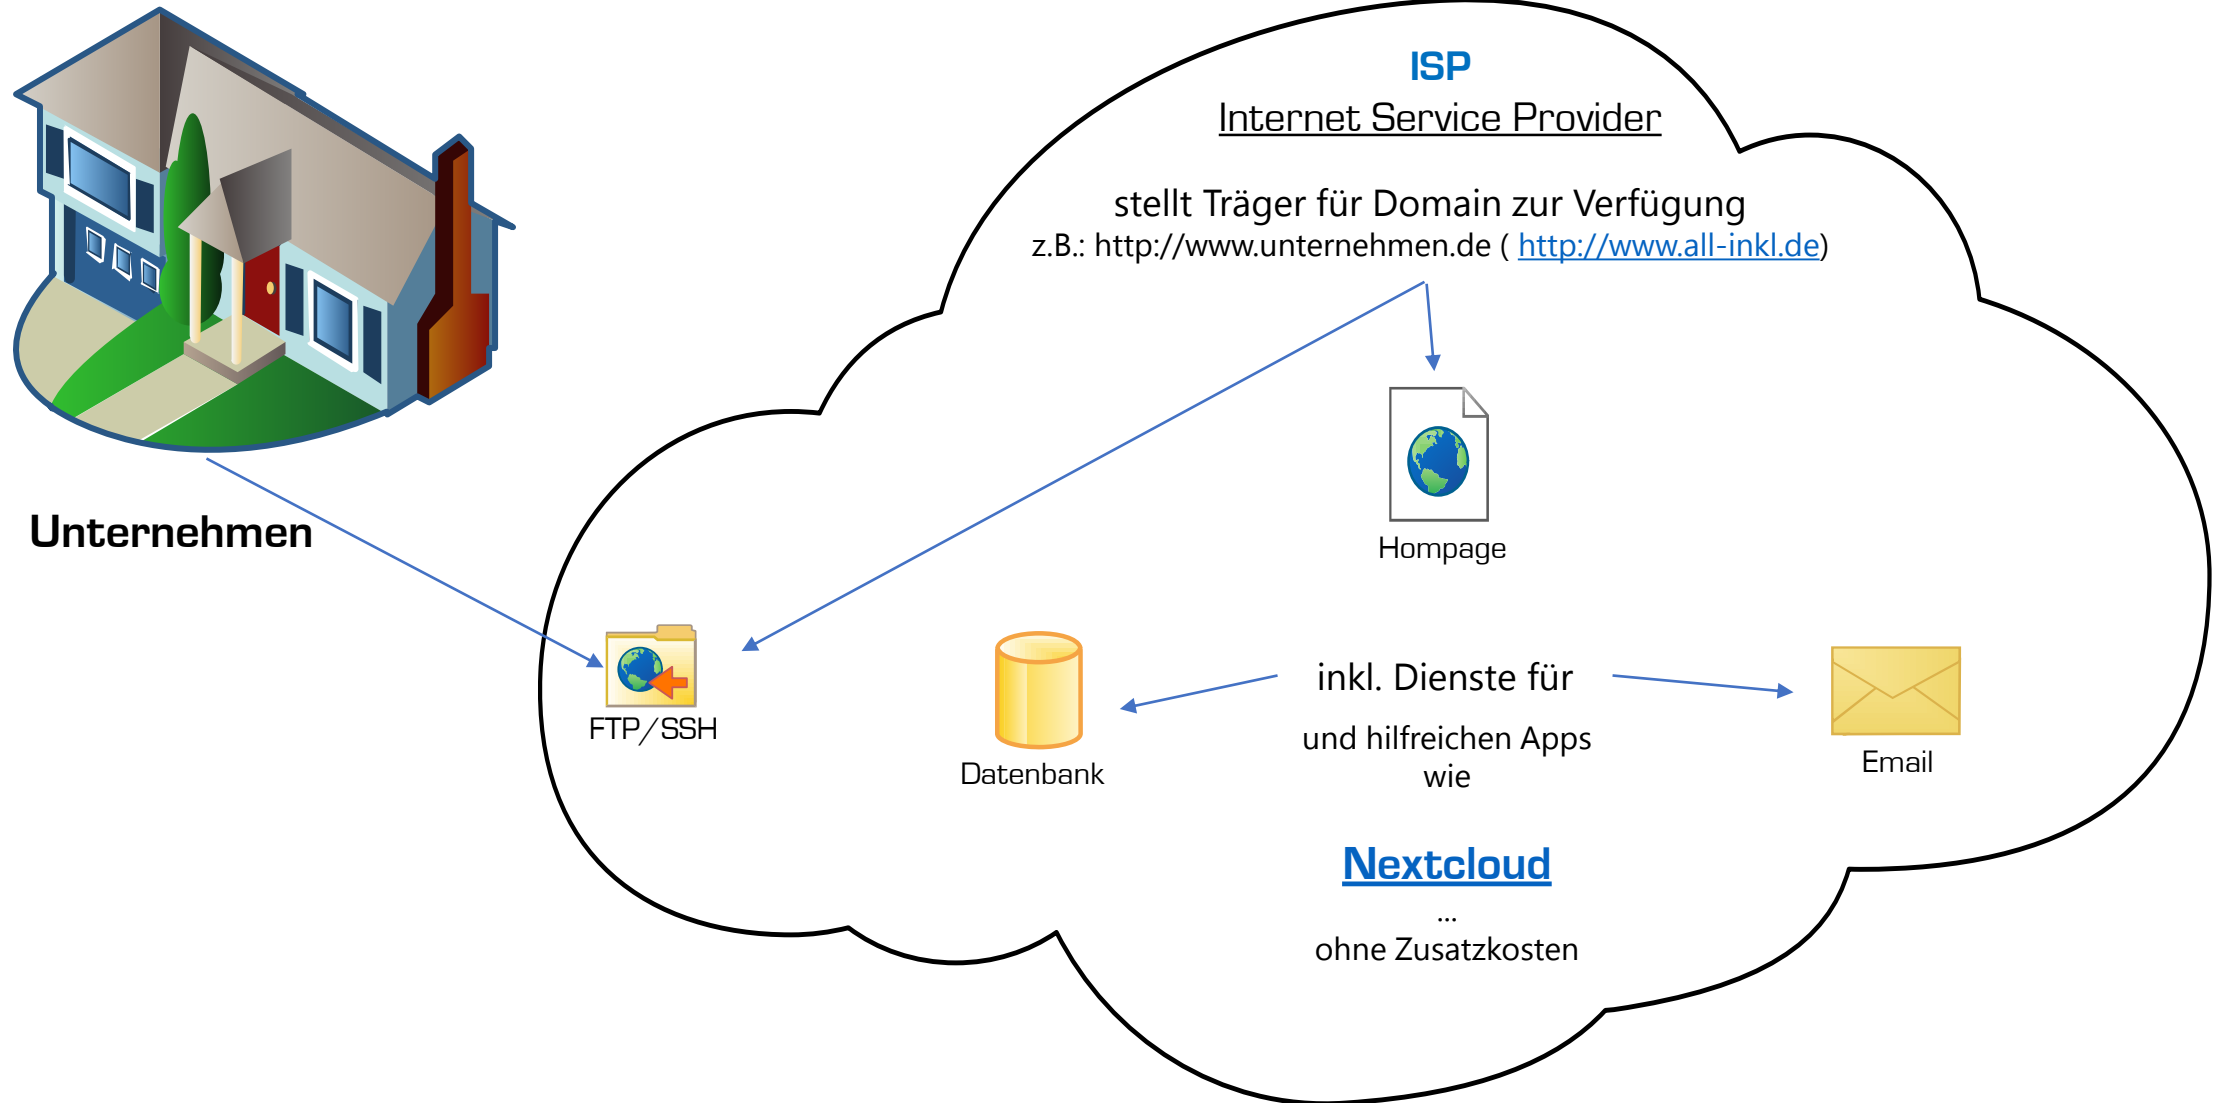 ISP
Internet Service Provider
stellt Träger für Domain zur Verfügung
z.B.: http://www.unternehmen.de ( http://www.all-inkl.de)
Unternehmen
Hompage
FTP/SSH
Datenbank
inkl. Dienste für
und hilfreichen Apps
wie
Email
Nextcloud
...
ohne Zusatzkosten